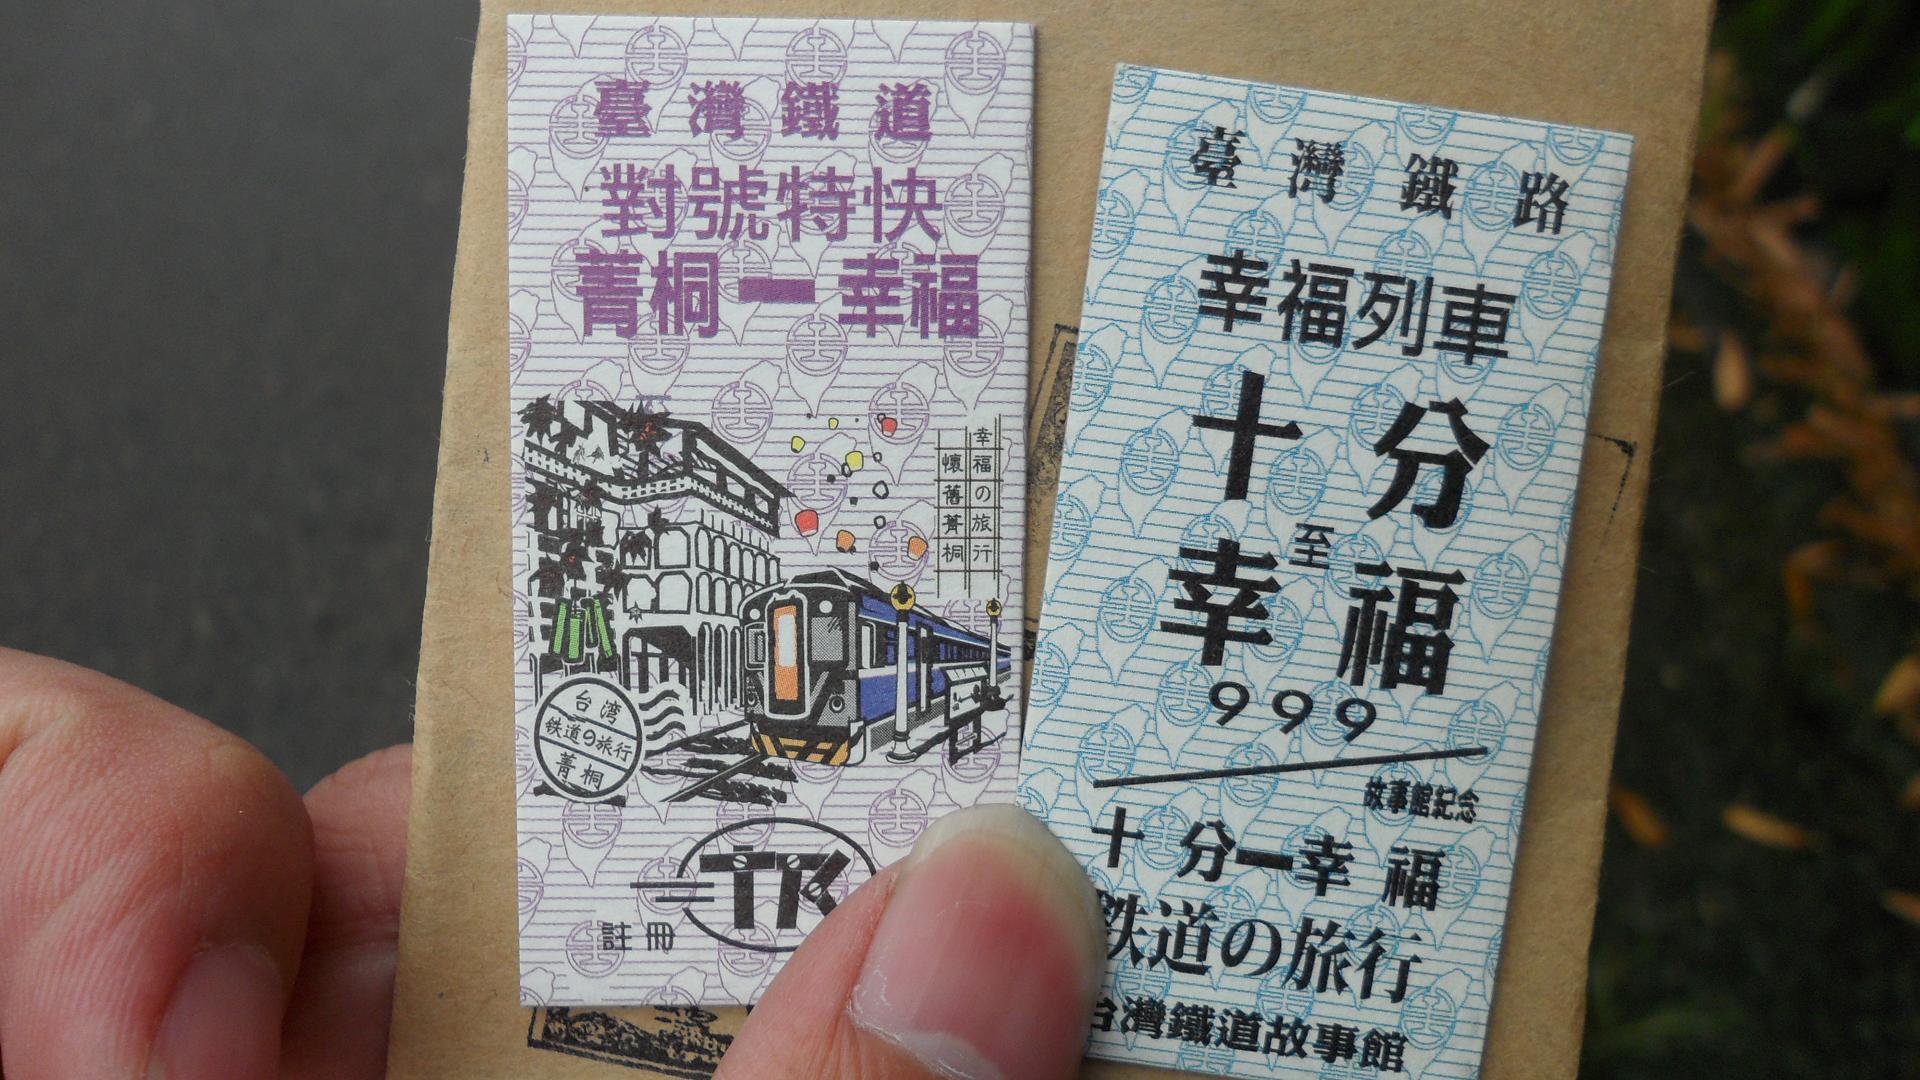 臺灣鐵道
對號特快
菁桐－幸福
幸福の旅行
懷舊菁桐
台湾
鉄道の旅行
菁桐
TR
註冊
臺灣鐵路
幸福列車
十分
至
幸福
999
故事館紀念
十分－幸福
鉄道の旅行
台灣鐵道故事館